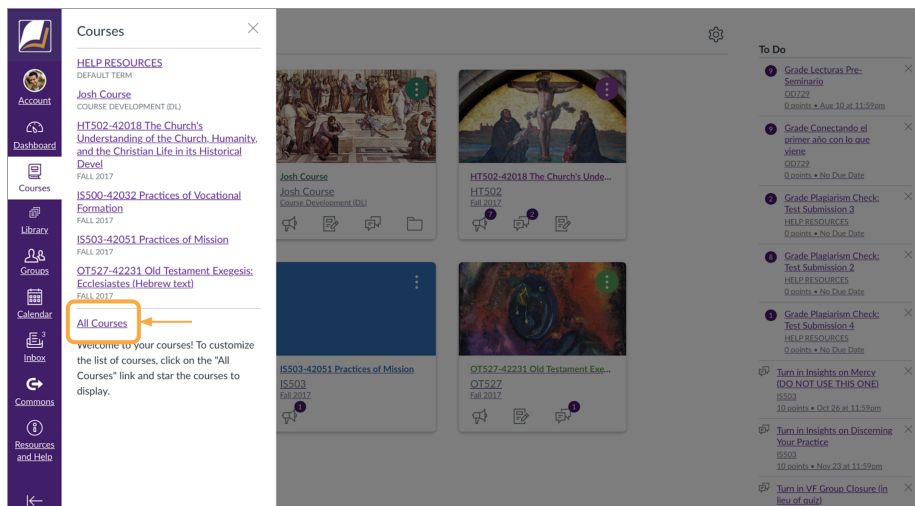 Account
Dashboard
Courses
Library
Groups
Calendar
3
Inbox
Commons
Resources
and Help
Courses
HELP RESOURCES
DEFAULT TERM
Josh Course
COURSE DEVELOPMENT (DL)
HT502-42018 The Church's
Understanding of the Church, Humanity,
and the Christian Life in its Historical
Devel
FALL 2017
IS500-42032 Practices of Vocational
Formation
FALL 2017
IS503-42051 Practices of Mission
FALL 2017
OT527-42231 Old Testament Exegesis:
Ecclesiastes (Hebrew text)
FALL 2017
All Courses
Welcome to your courses! To customize
the list of courses, click on the "All
Courses" link and star the courses to
display.
Josh Course
Josh Course
Course Development (DL)
HT502-42018 The Church's Unde...
HT502
Fall 2017
7
2
IS503-42051 Practices of Mission
IS503
Fall 2017
1
OT527-42231 Old Testament Exe...
OT527
Fall 2017
1
To Do
9
Grade Lecturas Pre-
Seminario
OD729
0 points • Aug 10 at 11:59pm
9
Grade Conectando el
primer año con lo que
viene
OD729
0 points • No Due Date
2
Grade Plagiarism Check:
Test Submission 3
HELP RESOURCES
0 points • No Due Date
8
Grade Plagiarism Check:
Test Submission 2
HELP RESOURCES
0 points • No Due Date
1
Grade Plagiarism Check:
Test Submission 4
HELP RESOURCES
0 points • No Due Date
Turn in Insights on Mercy
(DO NOT USE THIS ONE)
IS503
10 points • Oct 26 at 11:59pm
Turn in Insights on Discerning
Your Practice
IS503
10 points • Nov 23 at 11:59pm
Turn in VF Group Closure (in
lieu of quiz)